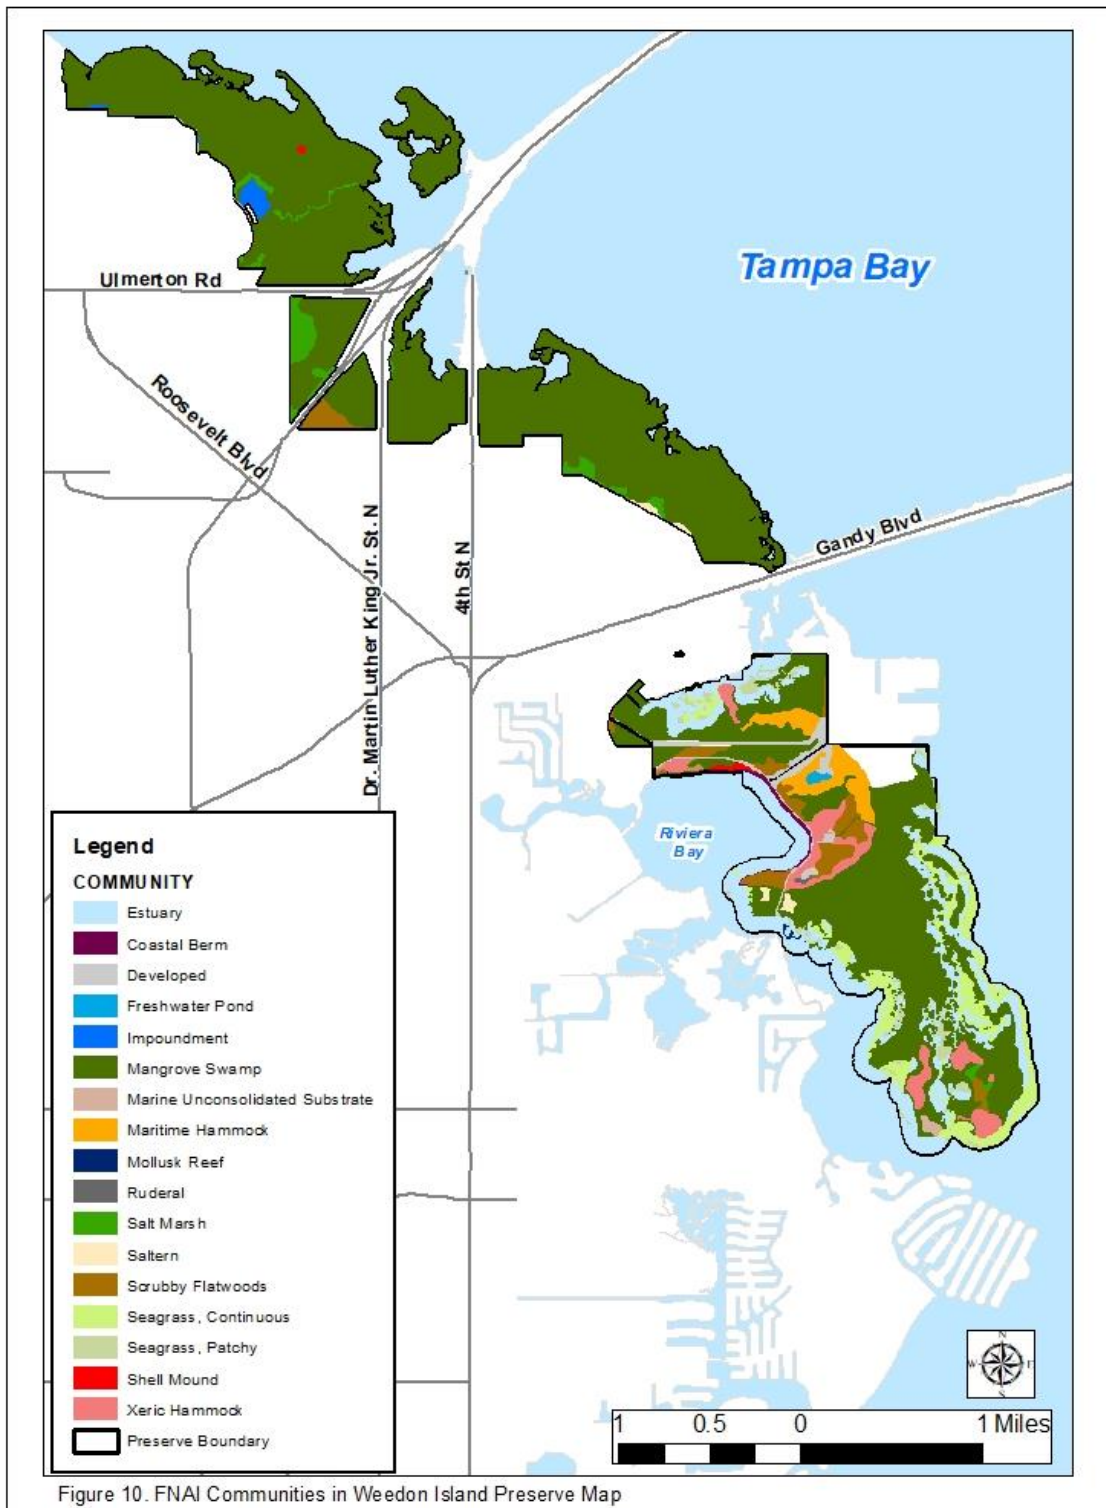 Tampa Bay
Ulmerton Rd
Roosevelt Blvd
Dr. Martin Luther King Jr. St. N
4th St N
Gandy Blvd
Riviera
Bay
Legend
COMMUNITY
Estuary
Coastal Berm
Developed
Freshwater Pond
Impoundment
Mangrove Swamp
Marine Unconsolidated Substrate
Maritime Hammock
Mollusk Reef
Ruderal
Salt Marsh
Saltern
Scrubby Flatwoods
Seagrass, Continuous
Seagrass, Patchy
Shell Mound
Xeric Hammock
Preserve Boundary
N
W E
S
1 0.5 0 1 Miles
Figure 10. FNAI Communities in Weedon Island Preserve Map